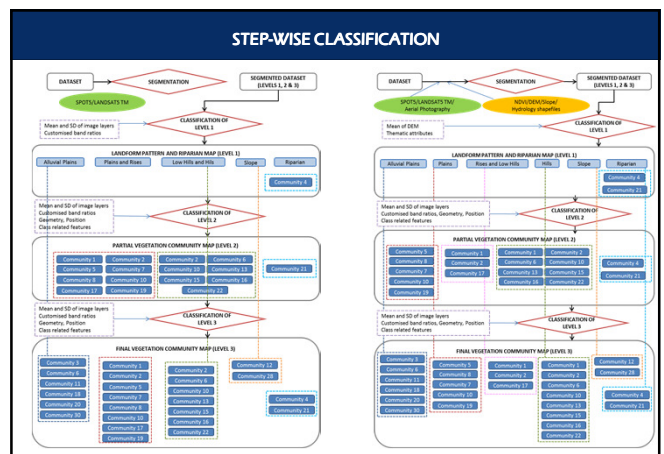 STEP-WISE CLASSIFICATION
DATASET
SEGMENTATION
SEGMENTED DATASET
(LEVELS 1, 2 & 3)
SPOT5/LANDSAT5 TM
CLASSIFICATION OF
LEVEL 1
Mean and SD of image layers
Customised band ratios
LANDFORM PATTERN AND RIPARIAN MAP (LEVEL 1)
Alluvial Plains
Plains and Rises
Low Hills and Hills
Slope
Riparian
Community 4
Mean and SD of image layers
Customised band ratios
Geometry, Position
Class related features
CLASSIFICATION OF
LEVEL 2
PARTIAL VEGETATION COMMUNITY MAP (LEVEL 2)
Community 1
Community 2
Community 5
Community 7
Community 8
Community 10
Community 17
Community 19
Community 2
Community 6
Community 10
Community 13
Community 15
Community 16
Community 22
Community 21
Mean and SD of image layers
Customised band ratios
Geometry, Position
Class related features
CLASSIFICATION OF
LEVEL 3
FINAL VEGETATION COMMUNITY MAP (LEVEL 3)
Community 3
Community 6
Community 11
Community 18
Community 20
Community 30
Community 1
Community 2
Community 5
Community 7
Community 8
Community 10
Community 17
Community 19
Community 2
Community 6
Community 10
Community 13
Community 15
Community 16
Community 22
Community 12
Community 28
Community 4
Community 21
DATASET
SEGMENTATION
SEGMENTED DATASET
(LEVELS 1, 2 & 3)
SPOT5/LANDSAT5 TM/
Aerial Photography
NDVI/DEM/Slope/
Hydrology shapefiles
CLASSIFICATION OF
LEVEL 1
Mean of DEM
Thematic attributes
LANDFORM PATTERN AND RIPARIAN MAP (LEVEL 1)
Alluvial Plains
Plains
Rises and Low Hills
Hills
Slope
Riparian
Community 4
Community 21
Mean and SD of image layers
Customised band ratios, Geometry, Position
Class related features
CLASSIFICATION OF
LEVEL 2
PARTIAL VEGETATION COMMUNITY MAP (LEVEL 2)
Community 5
Community 8
Community 7
Community 10
Community 19
Community 1
Community 2
Community 17
Community 1
Community 2
Community 6
Community 10
Community 13
Community 15
Community 16
Community 22
Community 4
Community 21
Mean and SD of image layers
Customised band ratios, Geometry, Position
Class related features
CLASSIFICATION OF
LEVEL 3
FINAL VEGETATION COMMUNITY MAP (LEVEL 3)
Community 3
Community 6
Community 11
Community 18
Community 20
Community 30
Community 5
Community 6
Community 7
Community 10
Community 19
Community 1
Community 2
Community 17
Community 1
Community 2
Community 6
Community 10
Community 13
Community 15
Community 16
Community 22
Community 12
Community 28
Community 4
Community 21